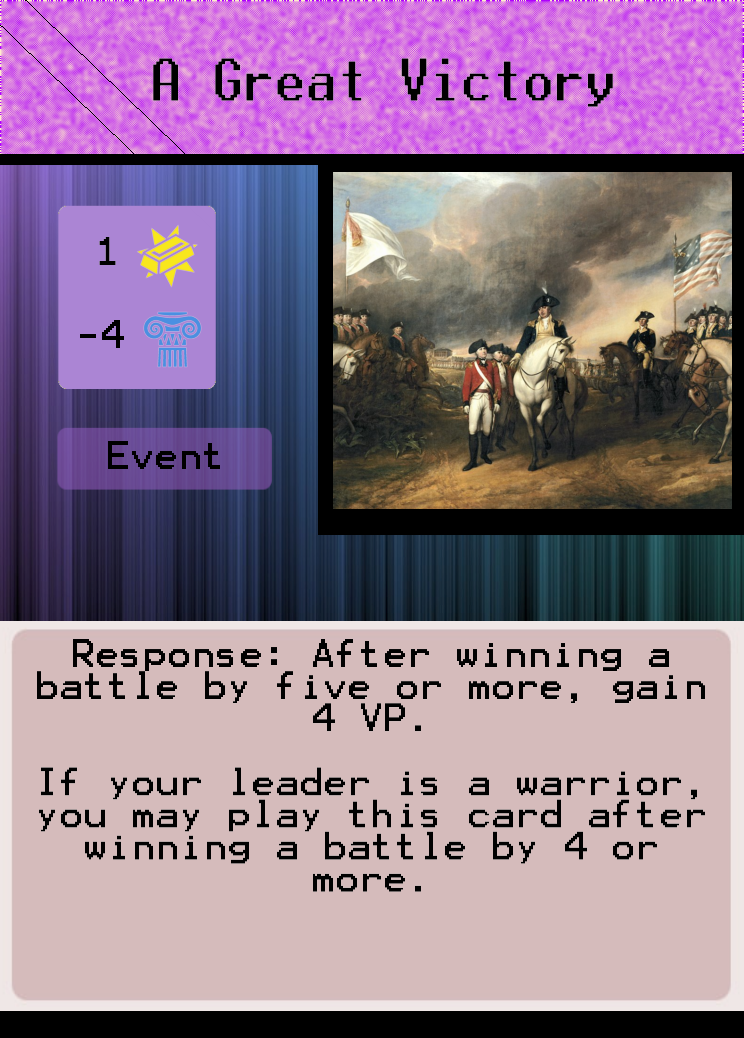 A Great Victory
1
-4
Event
Response: After winning a
battle by five or more, gain
4 VP.
If your leader is a warrior,
you may play this card after
winning a battle by 4 or
more.